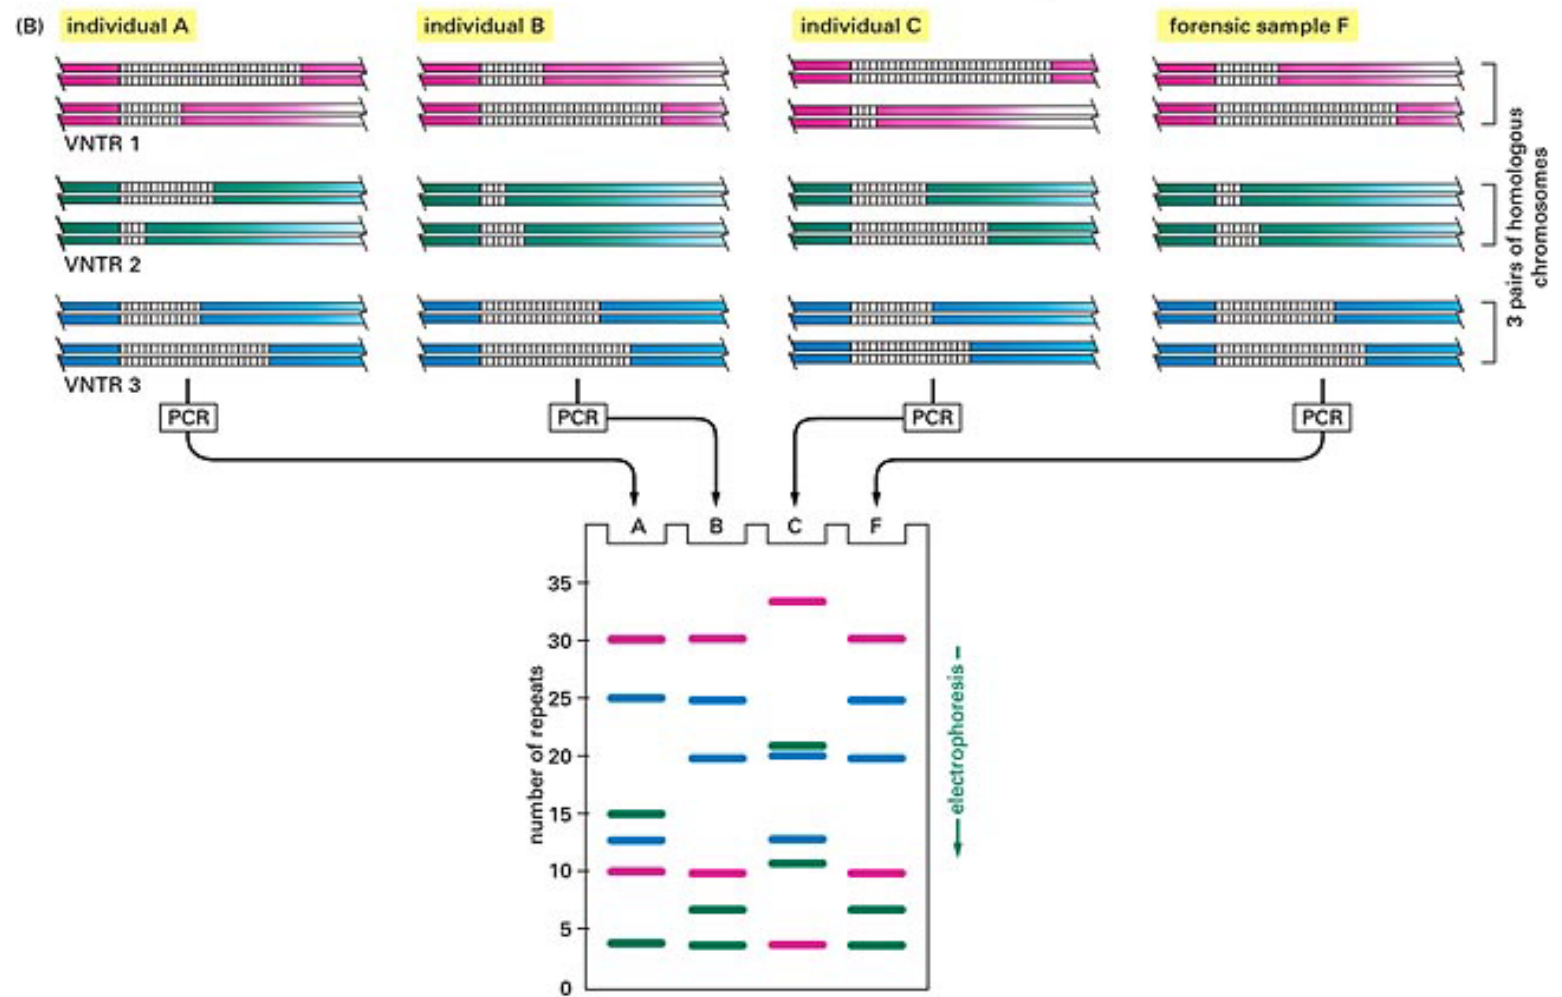 (B) individual A individual B individual C forensic sample F
VNTR 1
VNTR 2
VNTR 3
3 pairs of homologous
chromosomes
PCR PCR PCR PCR
A B C F
35
30
25
20
15
10
5
0
number of repeats
electrophoresis